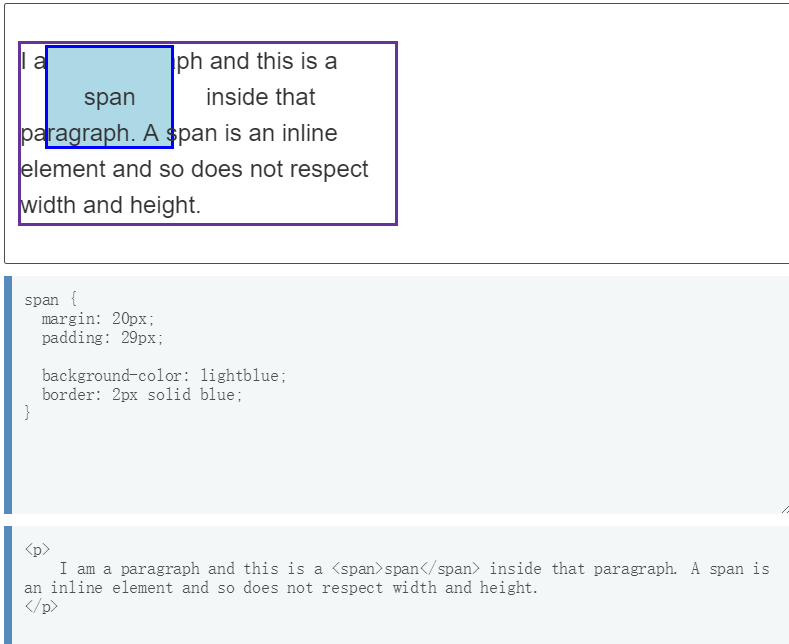 I a ph and this is a
span inside that
paragraph. A span is an inline
element and so does not respect
width and height.
span {
margin: 20px;
padding: 29px;
background-color: lightblue;
border: 2px solid blue;
}
<p>
I am a paragraph and this is a <span>span</span> inside that paragraph. A span is
an inline element and so does not respect width and height.
</p>